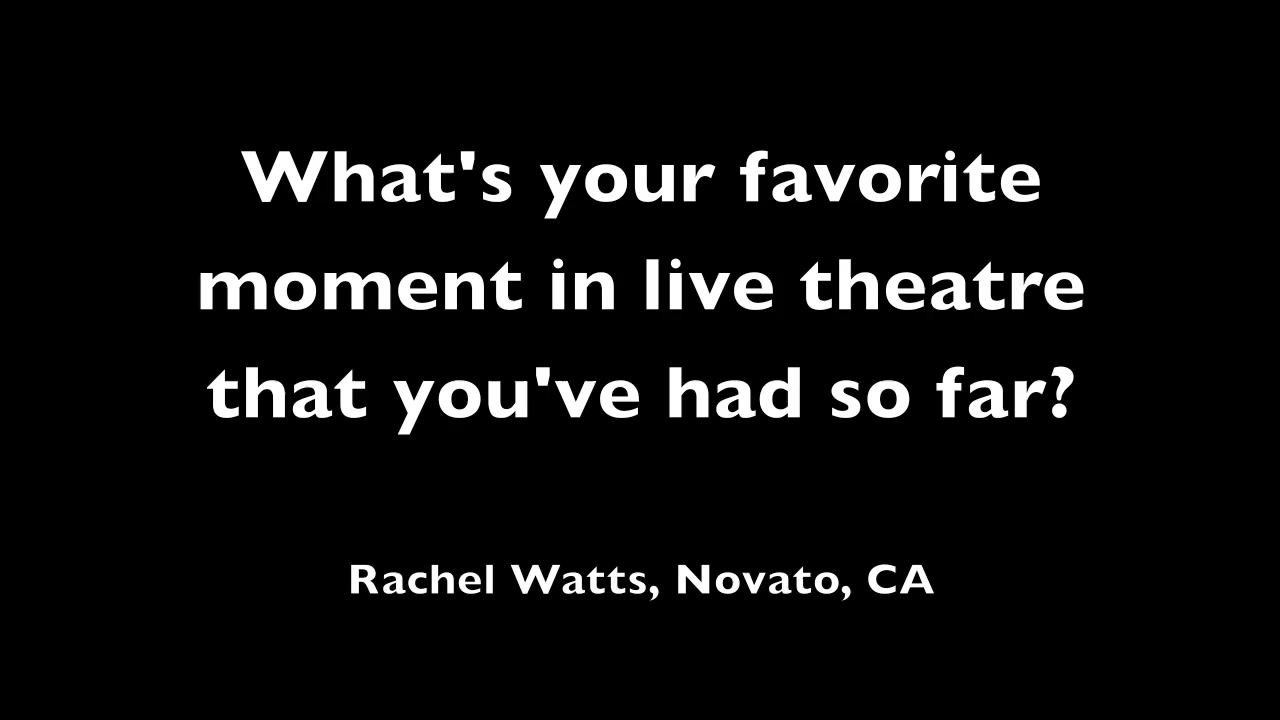 What's your favorite
moment in live theatre
that you've had so far?
Rachel Watts, Novato, CA